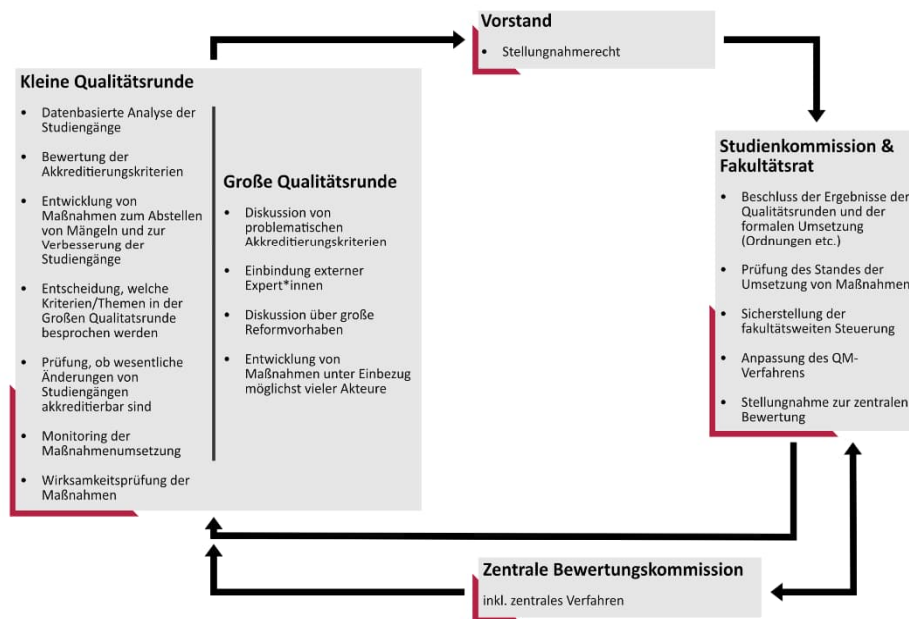 Vorstand
• Stellungnahmerecht
Kleine Qualitätsrunde
• Datenbasierte Analyse der
Studiengänge
• Bewertung der
Akkreditierungskriterien
• Entwicklung von
Maßnahmen zum Abstellen
von Mängeln und zur
Verbesserung der
Studiengänge
• Entscheidung, welche
Kriterien/Themen in der
Großen Qualitatsrunde
besprochen werden
• Prüfung, ob wesentliche
Änderungen von
Studiengängen
akkreditierbar sind
• Monitoring der
Maßnahmenumsetzung
• Wirksamkeitsprüfung der
Maßnahmen
Große Qualitätsrunde
• Diskussion von
problematischen
Akkreditierungskriterien
• Einbindung externer
Expert*innen
• Diskussion über große
Reformvorhaben
• Entwicklung von
Maßnahmen unter Einbezug
möglichst vieler Akteure
Studienkommission &
Fakultätsrat
• Beschluss der Ergebnisse der
Qualitätsrunden und der
formalen Umsetzung
(Ordnungen etc.)
• Prüfung des Standes der
Umsetzung von Maßnahmen
• Sicherstellung der
fakultätsweiten Steuerung
• Anpassung des QM-
Verfahrens
• Stellungnahme zur zentralen
Bewertung
Zentrale Bewertungskommission
inkl. zentrales Verfahren